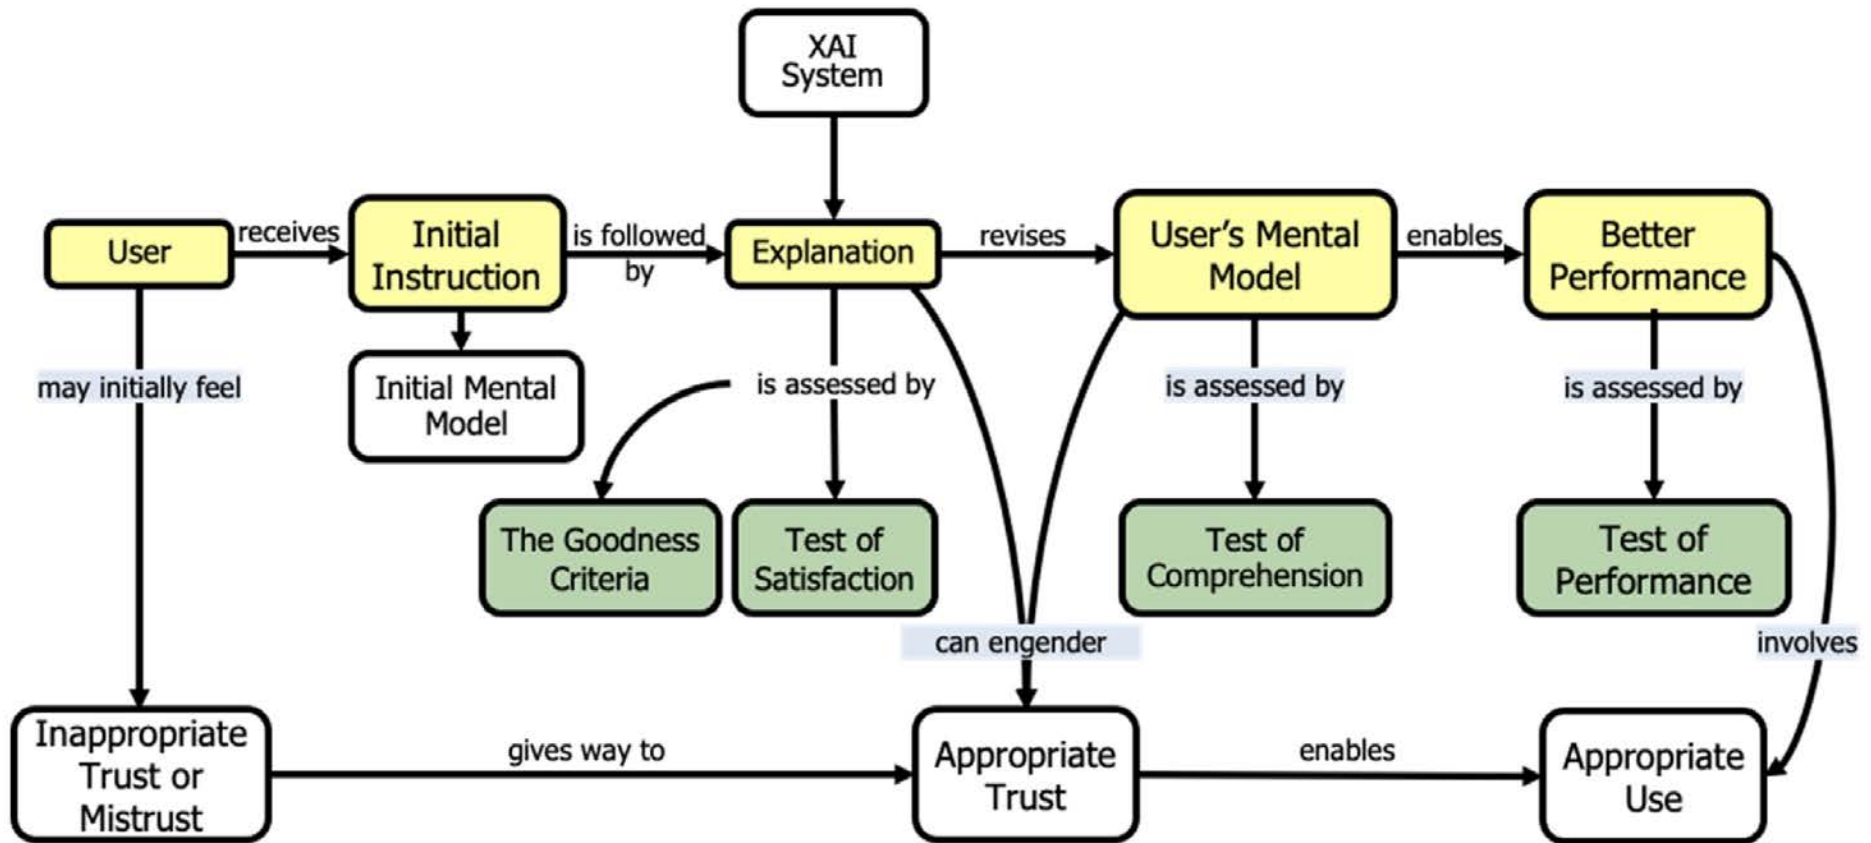 XAI
System
User
receives
Initial
Instruction
is followed
by
Explanation
revises
User's Mental
Model
enables
Better
Performance
may initially feel
Initial Mental
Model
is assessed by
is assessed by
is assessed by
The Goodness
Criteria
Test of
Satisfaction
Test of
Comprehension
Test of
Performance
can engender
involves
Inappropriate
Trust or
Mistrust
gives way to
Appropriate
Trust
enables
Appropriate
Use